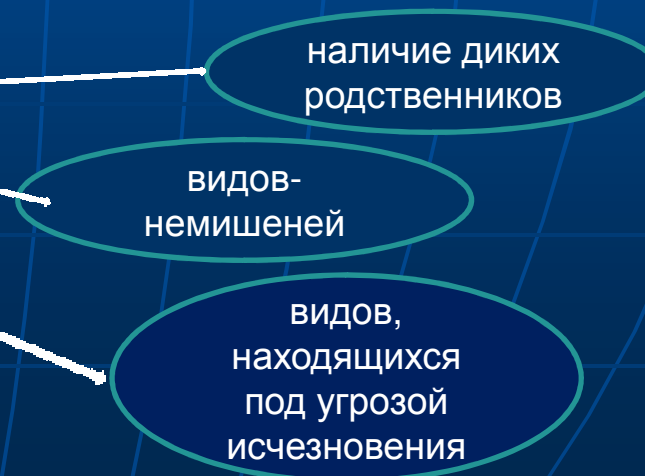 наличие диких
родственников
видов-
немишеней
видов,
находящихся
под угрозой
исчезновения